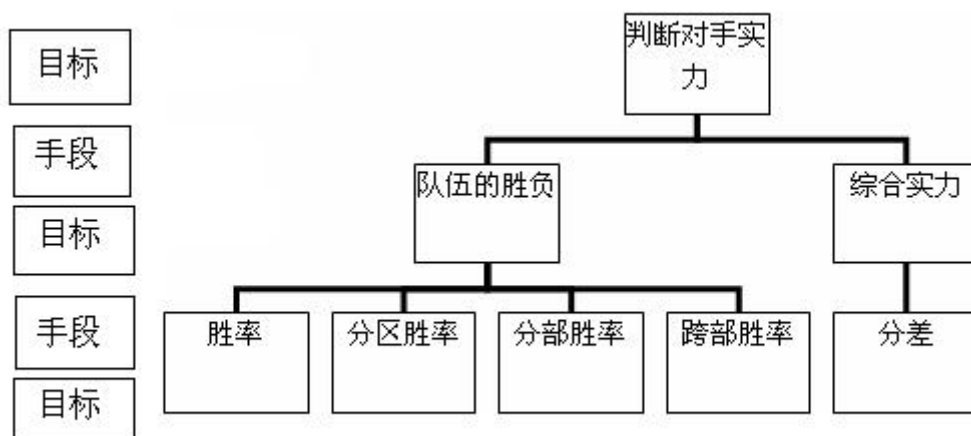 目标
判断对手实
力
手段
队伍的胜负
综合实力
目标
手段
胜率
分区胜率
分部胜率
跨部胜率
分差
目标